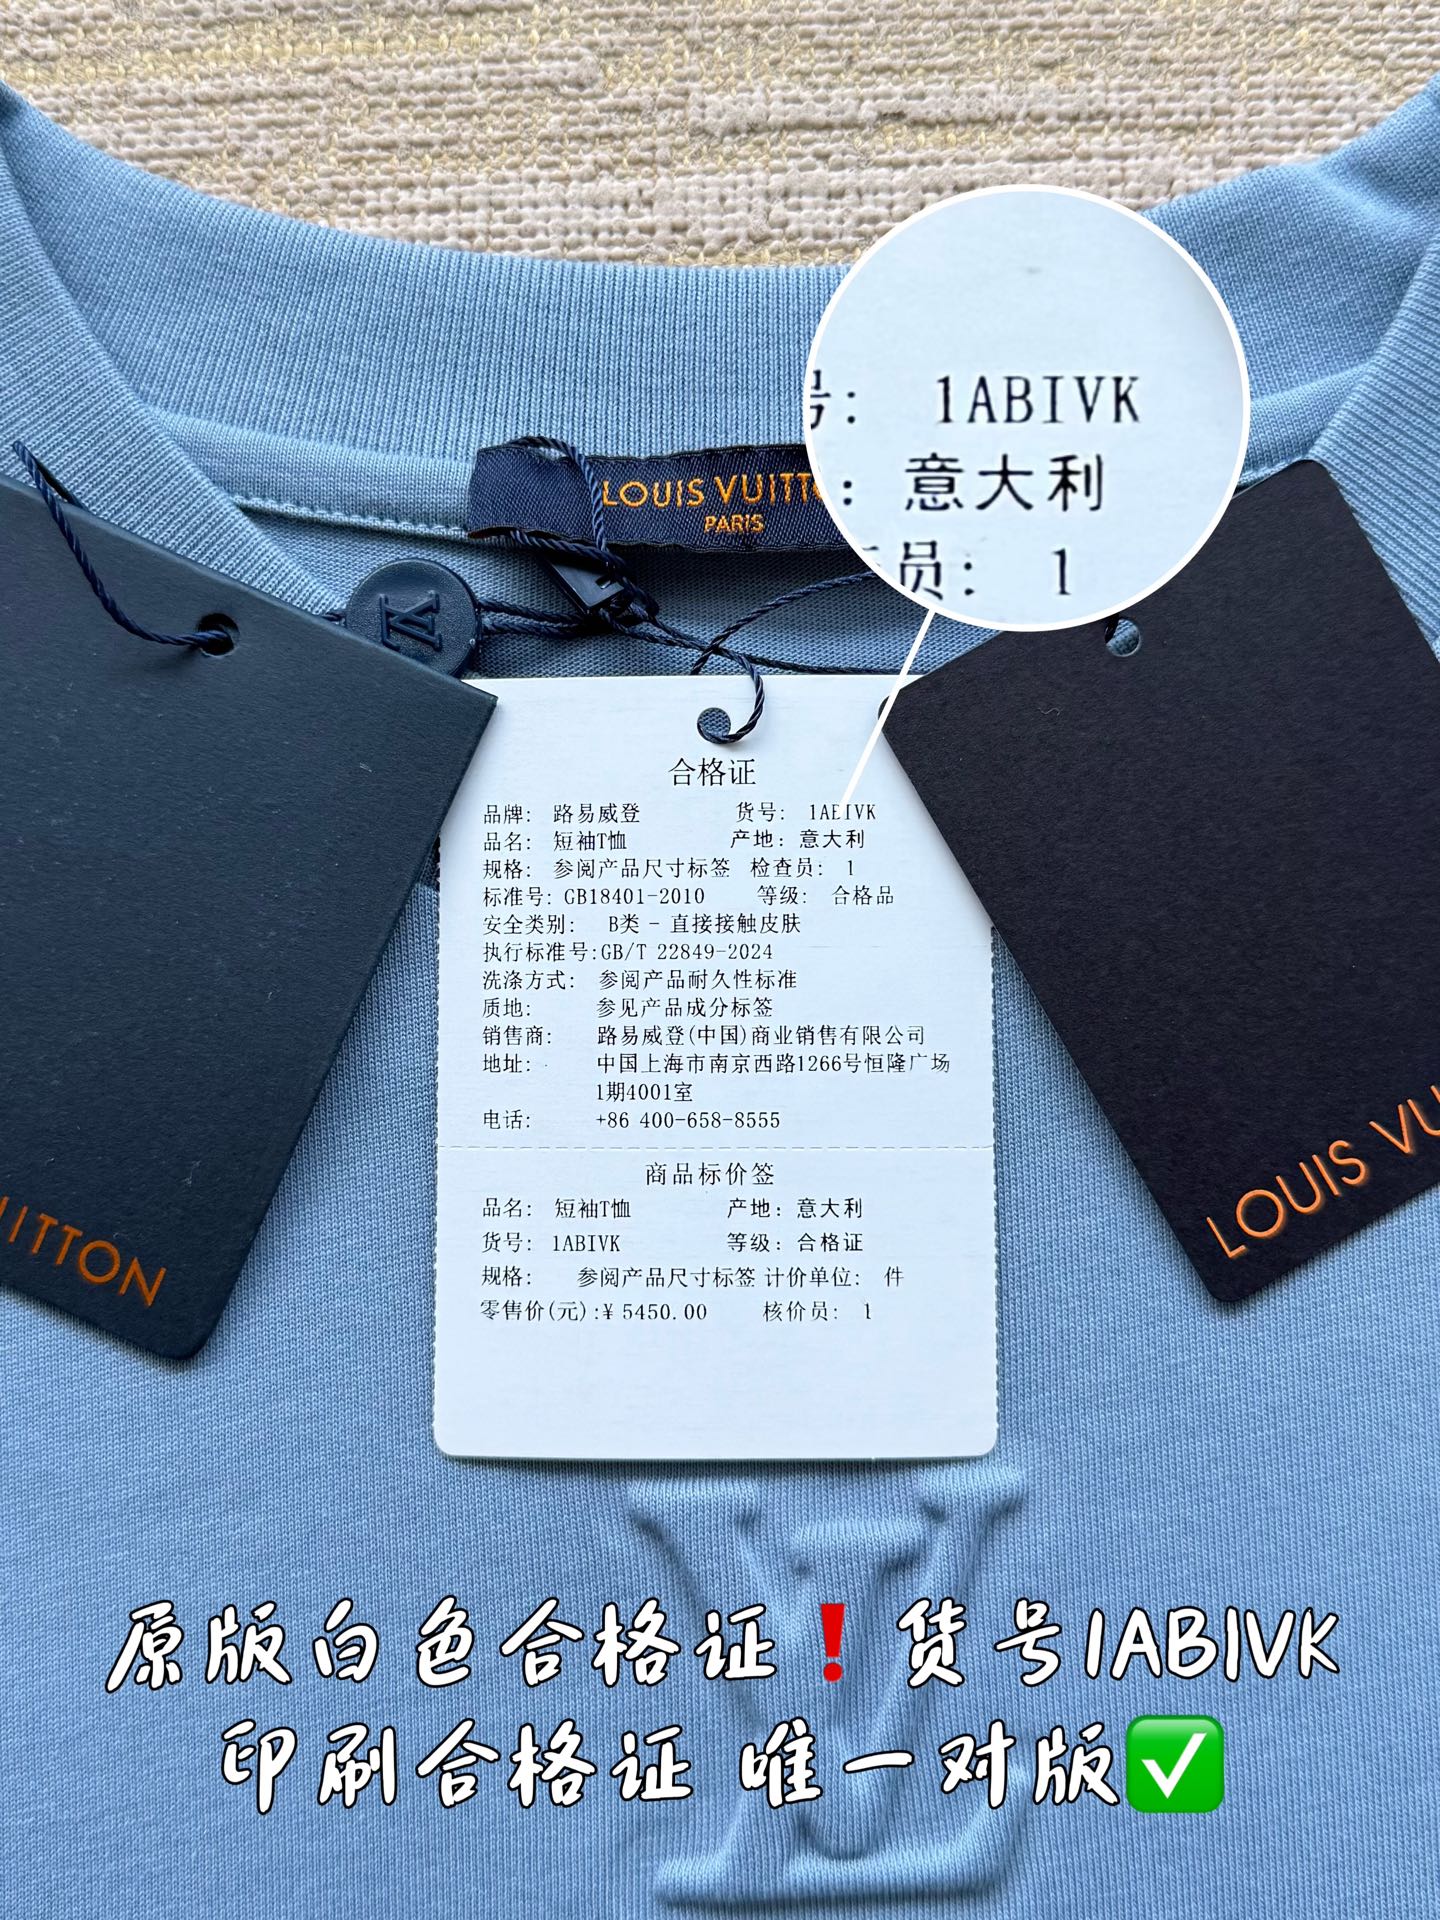 号: 1ABIVK
: 意大利
员: 1
LOUIS VUITT
PARIS
合格证
品牌: 路易威登 货号: 1ABIVK
品名: 短袖T恤 产地: 意大利
规格: 参阅产品尺寸标签 检查员: 1
标准号: GB18401-2010 等级: 合格品
安全类别: B类 - 直接接触皮肤
执行标准号:GB/T 22849-2024
洗涤方式: 参阅产品耐久性标准
质地: 参见产品成分标签
销售商: 路易威登(中国)商业销售有限公司
地址: 中国上海市南京西路1266号恒隆广场
1期4001室
电话: +86 400-658-8555
商品标价签
品名: 短袖T恤 产地: 意大利
货号: 1ABIVK 等级: 合格证
规格: 参阅产品尺寸标签 计价单位: 件
零售价(元):¥ 5450.00 核价员: 1
UITTON
LOUIS VU
LV
原版白色合格证❗货号1ABIVK
印刷合格证 唯一对版✅